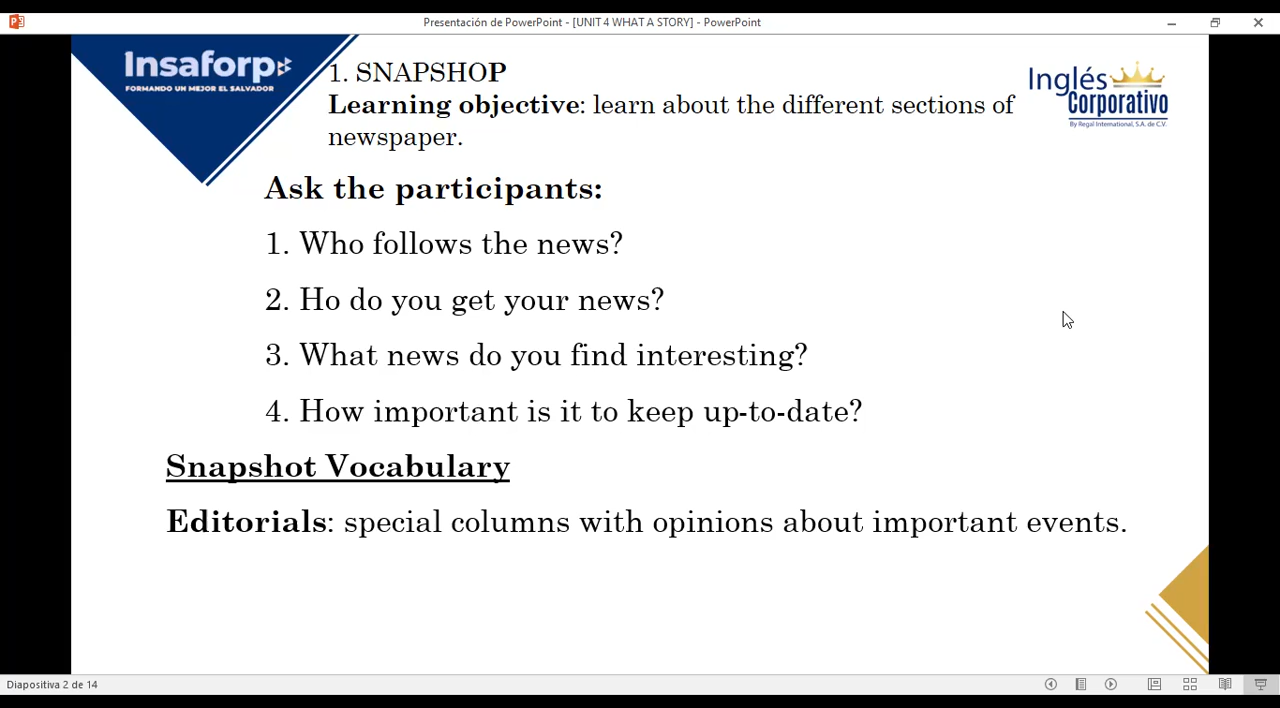 Presentación de PowerPoint - [UNIT 4 WHAT A STORY] - PowerPoint
Insaforp
FORMANDO UN MEJOR EL SALVADOR
1. SNAPSHOP
Learning objective: learn about the different sections of
newspaper.
Inglés
Corporativo
By Regal International, S.A. de C.V.
Ask the participants:
1. Who follows the news?
2. Ho do you get your news?
3. What news do you find interesting?
4. How important is it to keep up-to-date?
Snapshot Vocabulary
Editorials: special columns with opinions about important events.
Diapositiva 2 de 14